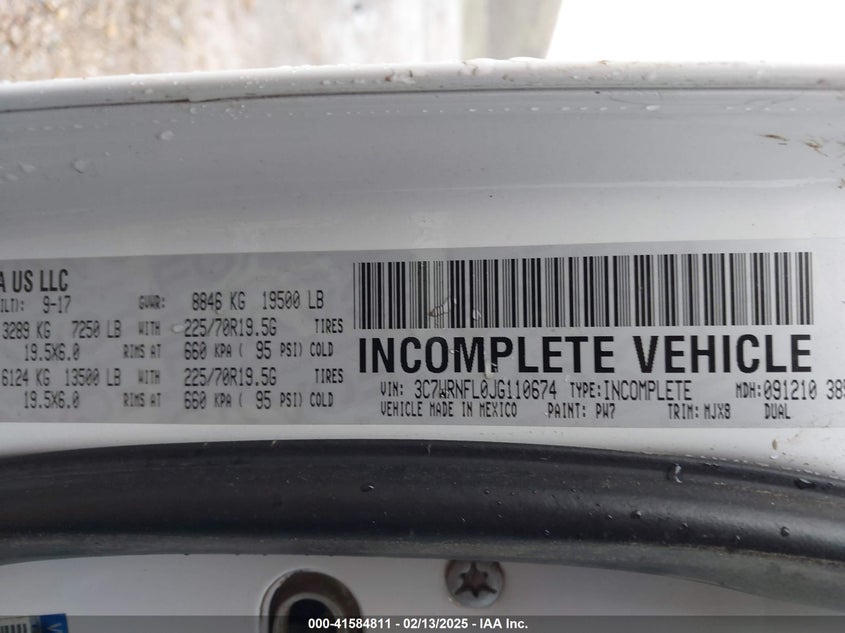 A US LLC
ILT): 9-17 GVWR: 8846 KG 19500 LB
3289 KG 7250 LB WITH 225/70R19.5G TIRES
19.5X6.0 RIMS AT 660 KPA ( 95 PSI) COLD
6124 KG 13500 LB WITH 225/70R19.5G TIRES
19.5X6.0 RIMS AT 660 KPA ( 95 PSI) COLD
INCOMPLETE VEHICLE
VIN: 3C7WRNFL0JG110674 TYPE: INCOMPLETE MDH: 091210 385
VEHICLE MADE IN MEXICO PAINT: PW7 TRIM: MJX8 DUAL
000-41584811 - 02/13/2025 - IAA Inc.